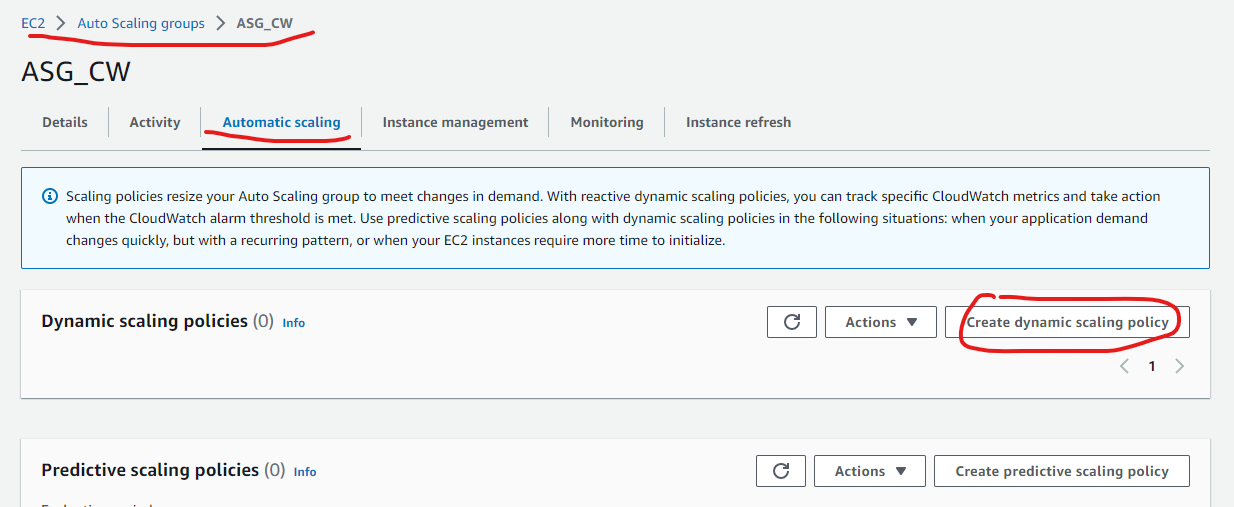 EC2 > Auto Scaling groups > ASG_CW
ASG_CW
Details Activity Automatic scaling Instance management Monitoring Instance refresh
Scaling policies resize your Auto Scaling group to meet changes in demand. With reactive dynamic scaling policies, you can track specific CloudWatch metrics and take action
when the CloudWatch alarm threshold is met. Use predictive scaling policies along with dynamic scaling policies in the following situations: when your application demand
changes quickly, but with a recurring pattern, or when your EC2 instances require more time to initialize.
Dynamic scaling policies (0) Info Actions Create dynamic scaling policy
1
Predictive scaling policies (0) Info Actions Create predictive scaling policy